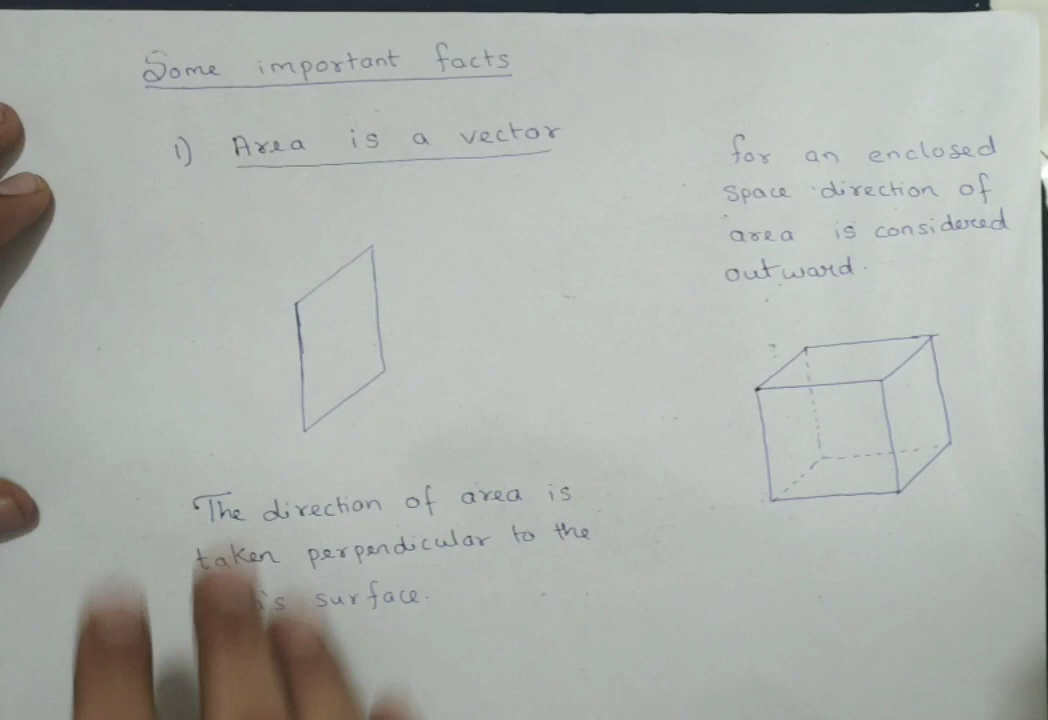 Some important facts
1) Area is a vector
for an enclosed
space direction of
area is considered
outward.
The direction of area is
taken perpendicular to the
surface.